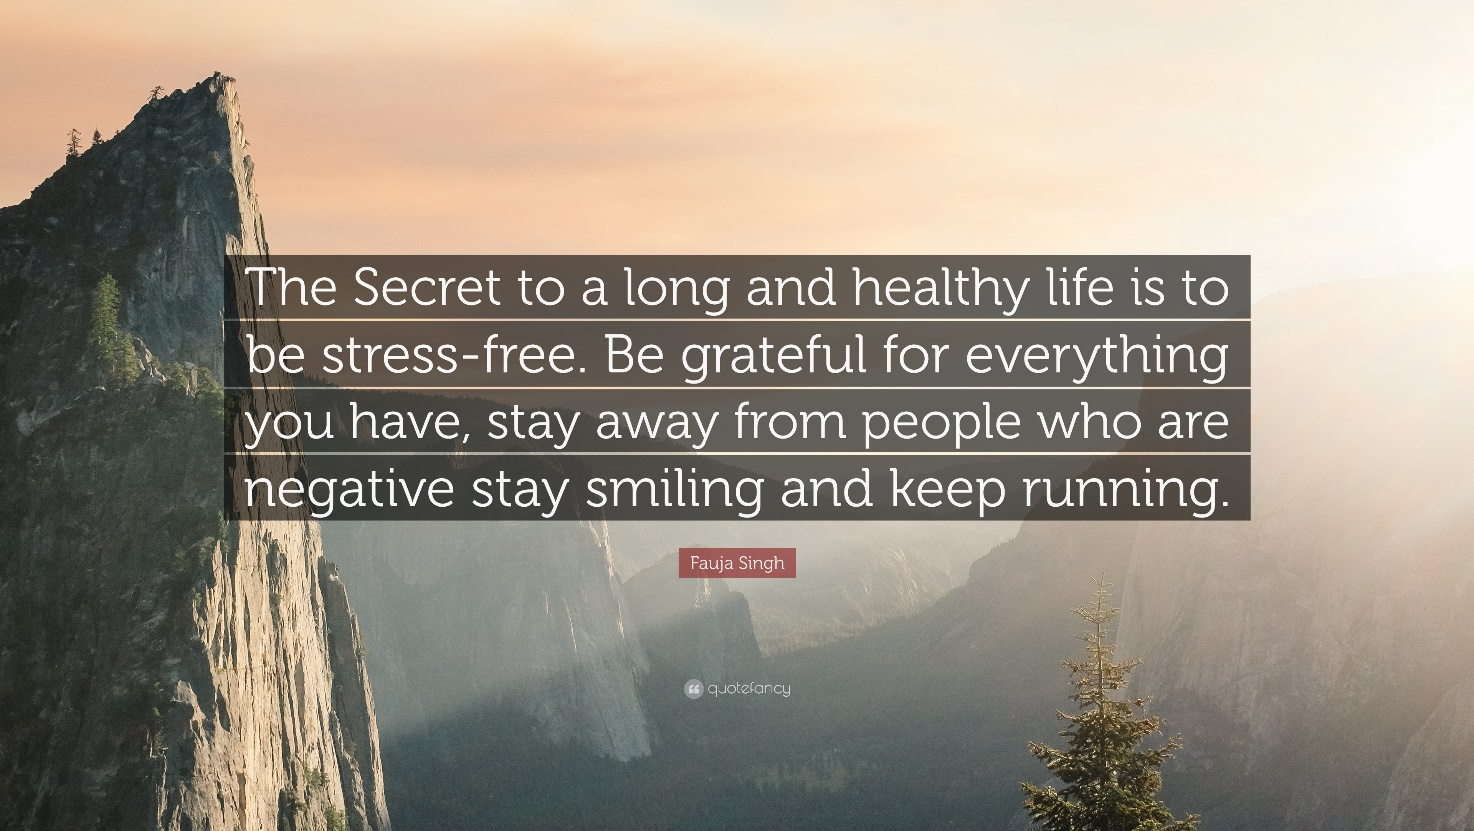 The Secret to a long and healthy life is to
be stress-free. Be grateful for everything
you have, stay away from people who are
negative stay smiling and keep running.
Fauja Singh
quotefancy